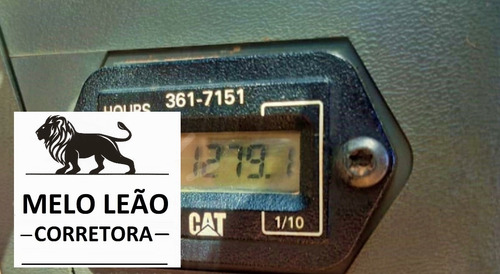 HOURS 361-7151
1279.1
CAT 1/10
MELO LEÃO
–CORRETORA–